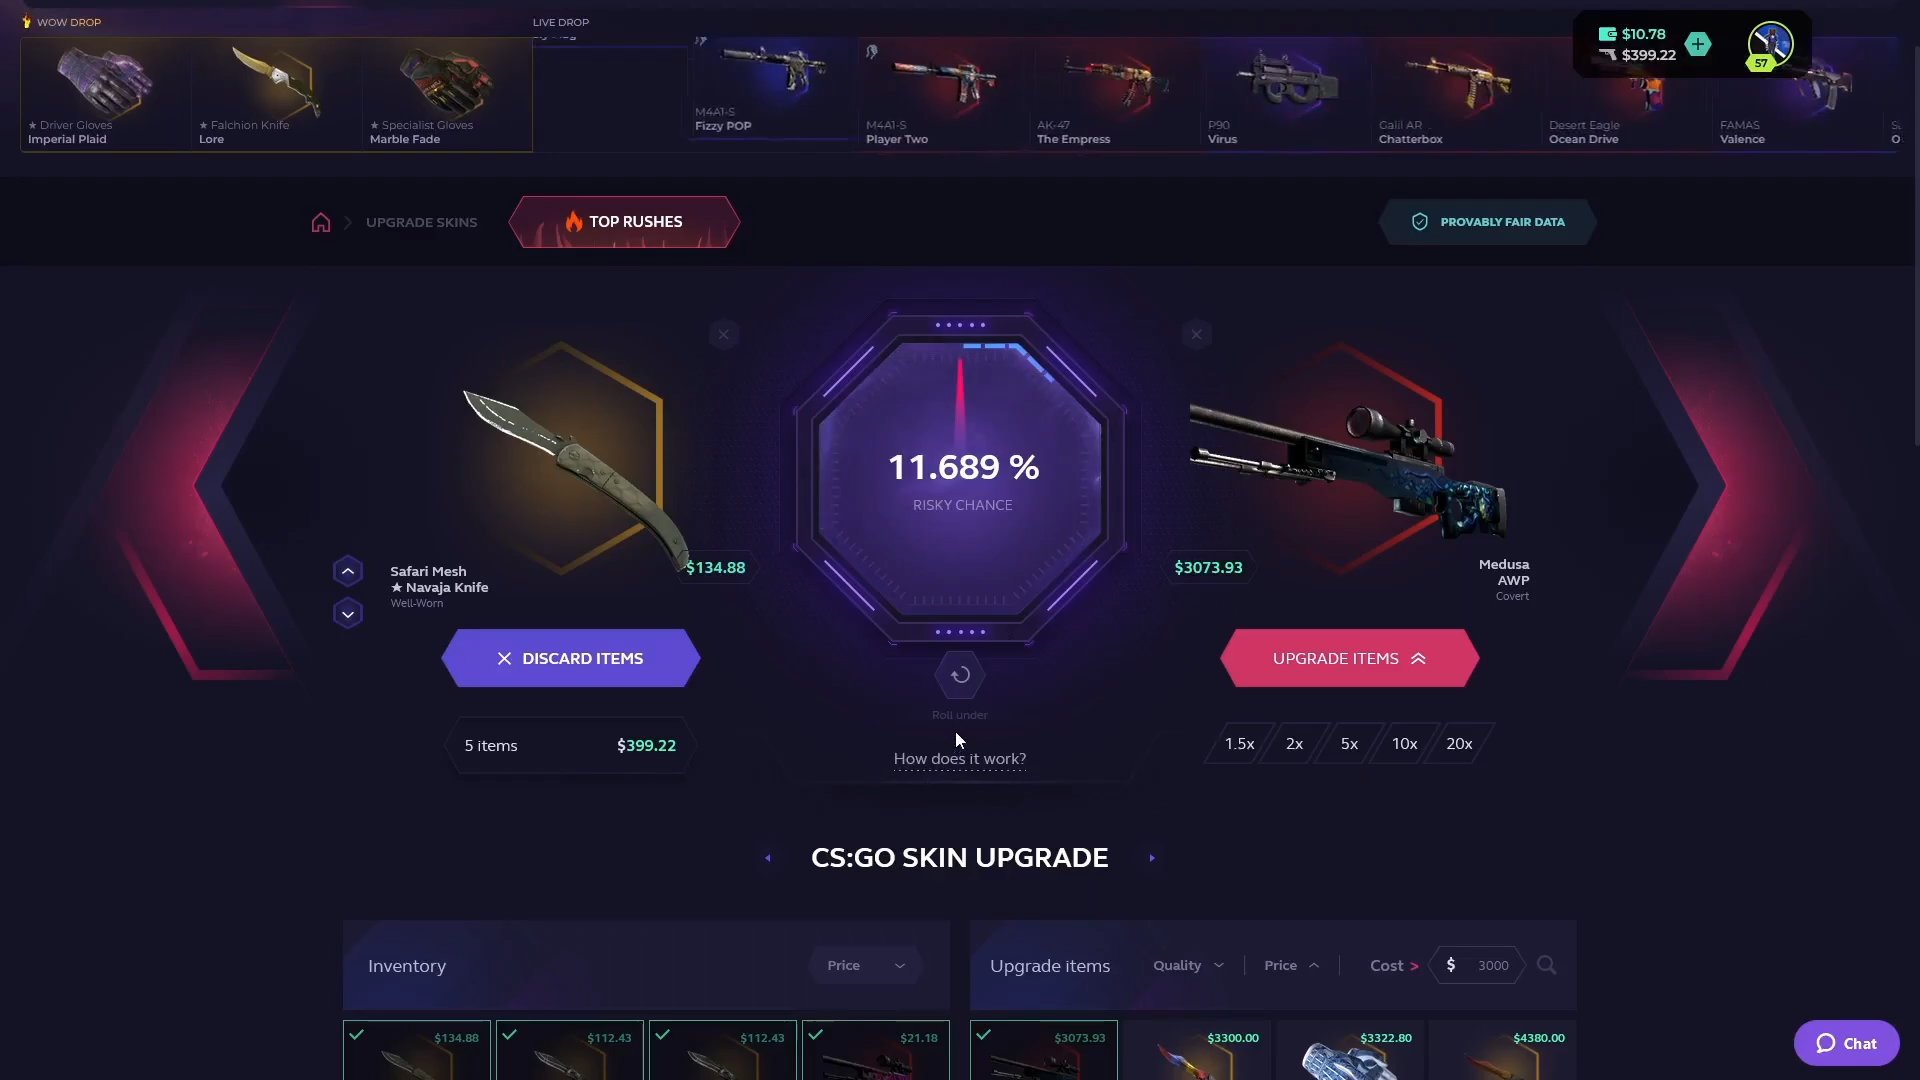 WOW DROP
LIVE DROP
★ Driver Gloves
Imperial Plaid
★ Falchion Knife
Lore
★ Specialist Gloves
Marble Fade
M4A1-S
Fizzy POP
M4A1-S
Player Two
AK-47
The Empress
P90
Virus
Galil AR
Chatterbox
Desert Eagle
Ocean Drive
FAMAS
Valence
$10.78
$399.22
57
UPGRADE SKINS
TOP RUSHES
PROVABLY FAIR DATA
11.689 %
RISKY CHANCE
$134.88
$3073.93
Safari Mesh
★ Navaja Knife
Well-Worn
Medusa
AWP
Covert
DISCARD ITEMS
UPGRADE ITEMS
Roll under
5 items $399.22
How does it work?
1.5x 2x 5x 10x 20x
CS:GO SKIN UPGRADE
Inventory
Price
Upgrade items
Quality
Price
Cost >
$ 3000
$134.88
$112.43
$112.43
$21.18
$3073.93
$3300.00
$3322.80
$4380.00
Chat